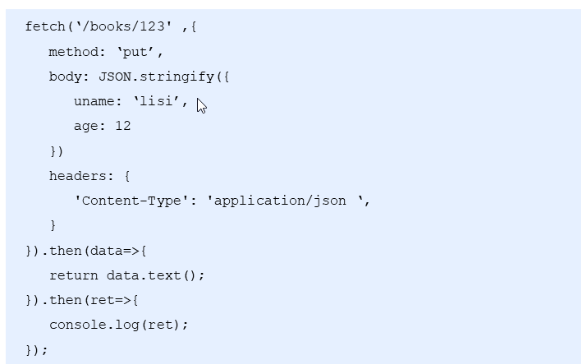 fetch(‘/books/123' ,{
method: ‘put’,
body: JSON.stringify({
uname: ‘lisi’,
age: 12
})
headers: {
'Content-Type': 'application/json ‘,
}
}).then(data=>{
return data.text();
}).then(ret=>{
console.log(ret);
});